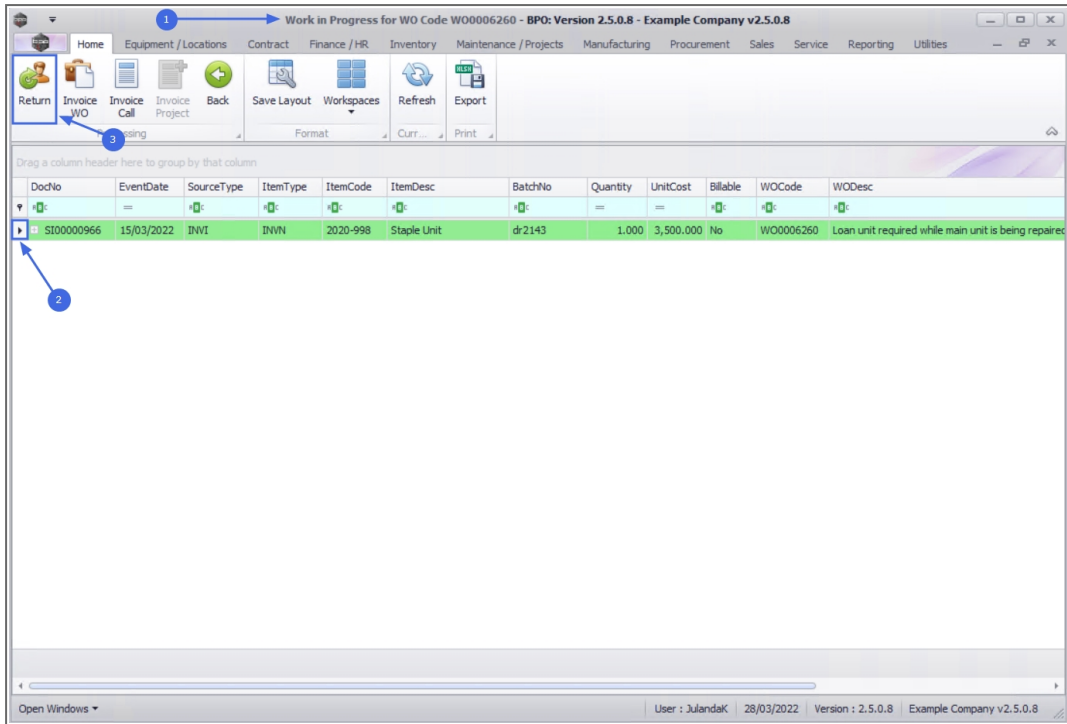 1
Work in Progress for WO Code WO0006260 - BPO: Version 2.5.0.8 - Example Company v2.5.0.8
Home Equipment / Locations Contract Finance / HR Inventory Maintenance / Projects Manufacturing Procurement Sales Service Reporting Utilities
Return Invoice WO Invoice Call Invoice Project Back Save Layout Workspaces Refresh Export
3
Format Curr... Print
Drag a column header here to group by that column
DocNo EventDate SourceType ItemType ItemCode ItemDesc BatchNo Quantity UnitCost Billable WOCode WODesc
SI00000966 15/03/2022 INVI INVN 2020-998 Staple Unit dr2143 1.000 3,500.000 No WO0006260 Loan unit required while main unit is being repaired
2
Open Windows User : JulandaK 28/03/2022 Version : 2.5.0.8 Example Company v2.5.0.8